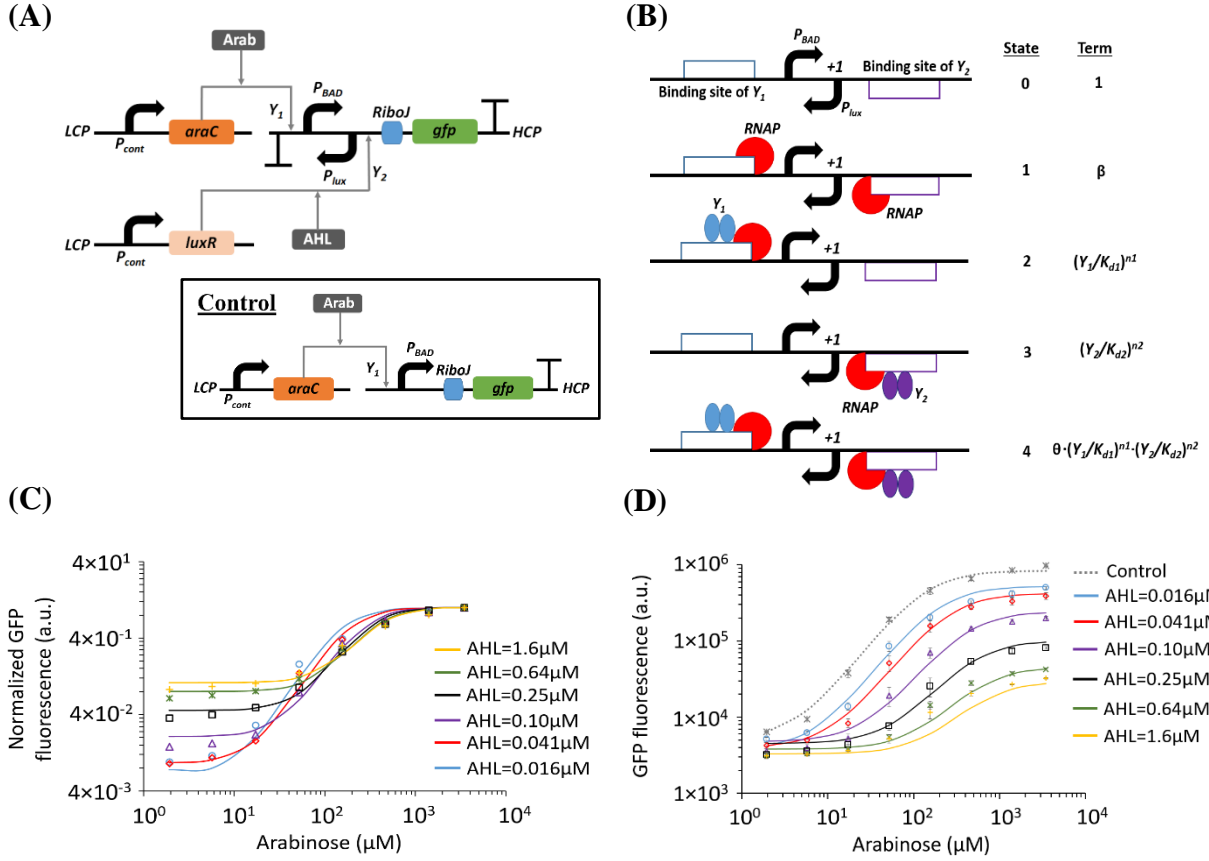 (A)
Arab
P_BAD
Y_1
RiboJ
LCP
araC
gfp
HCP
P_cont
P_lux
Y_2
LCP
luxR
AHL
P_cont
Control
Arab
P_BAD
RiboJ
LCP
araC
Y_1
gfp
HCP
P_cont
(B)
P_BAD
State
Term
+1
Binding site of Y_2
Binding site of Y_1
P_lux
0
1
RNAP
+1
1
β
RNAP
Y_1
+1
2
(Y_1/K_d1)^n1
+1
3
(Y_2/K_d2)^n2
RNAP
Y_2
+1
4
θ·(Y_1/K_d1)^n1·(Y_2/K_d2)^n2
(C)
4×10^1
4×10^-1
4×10^-2
4×10^-3
Normalized GFP
fluorescence (a.u.)
AHL=1.6μM
AHL=0.64μM
AHL=0.25μM
AHL=0.10μM
AHL=0.041μM
AHL=0.016μM
10^0
10^1
10^2
10^3
10^4
Arabinose (μM)
(D)
1×10^6
1×10^5
1×10^4
1×10^3
GFP fluorescence (a.u.)
Control
AHL=0.016μM
AHL=0.041μM
AHL=0.10μM
AHL=0.25μM
AHL=0.64μM
AHL=1.6μM
10^0
10^1
10^2
10^3
10^4
Arabinose (μM)